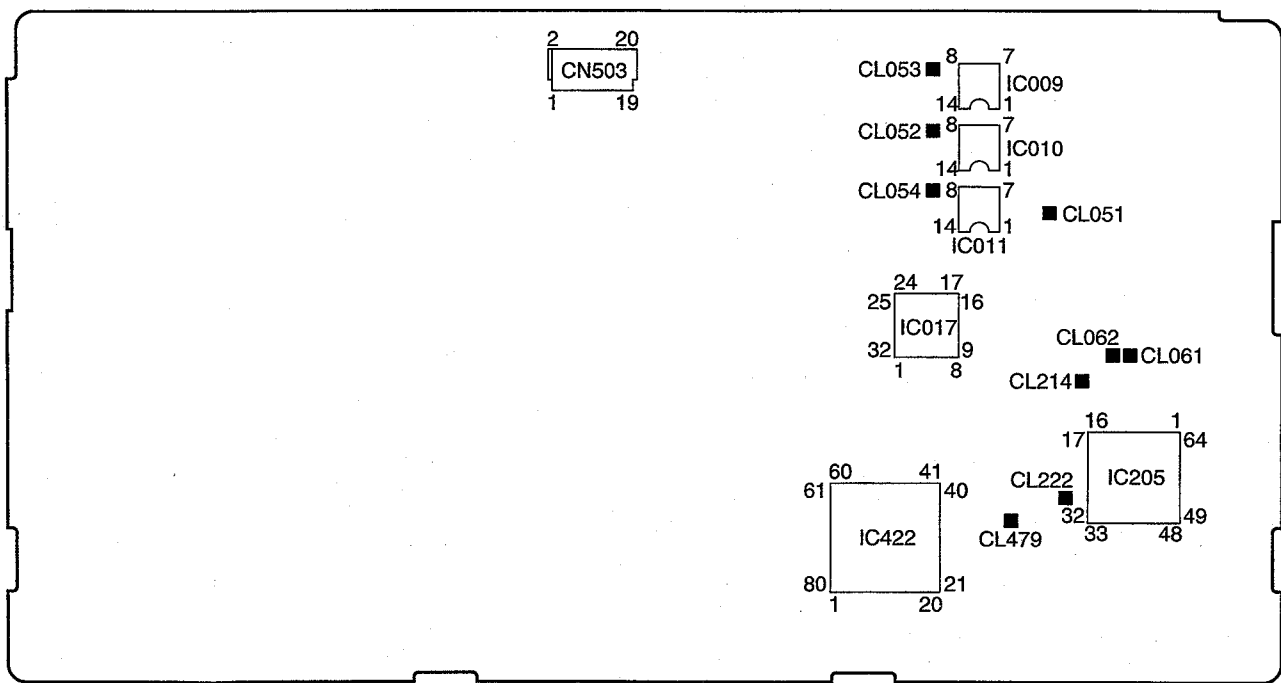 2 20
CN503
1 19
CL053 8 7
IC009
14 1
CL052 8 7
IC010
14 1
CL054 8 7
14 1
IC011
CL051
24 17
25 16
IC017
32 9
1 8
CL062
CL061
CL214
16 1
17 64
IC205
CL222
32 49
33 48
CL479
60 41
61 40
IC422
80 21
1 20